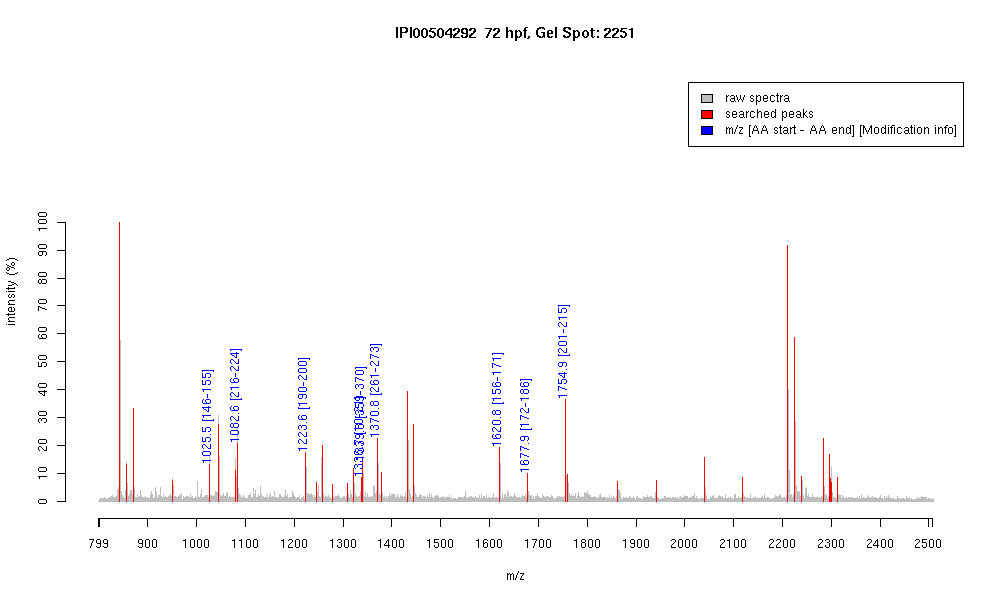 IPI00504292 72 hpf, Gel Spot: 2251
raw spectra
searched peaks
m/z [AA start - AA end] [Modification info]
intensity (%)
100
90
80
70
60
50
40
30
20
10
0
1025.5 [146-155]
1082.6 [216-224]
1223.6 [190-200]
370]
1370.8 [261-273]
1620.8 [156-171]
1677.9 [172-186]
1754.9 [201-215]
799 900 1000 1100 1200 1300 1400 1500 1600 1700 1800 1900 2000 2100 2200 2300 2400 2500
m/z